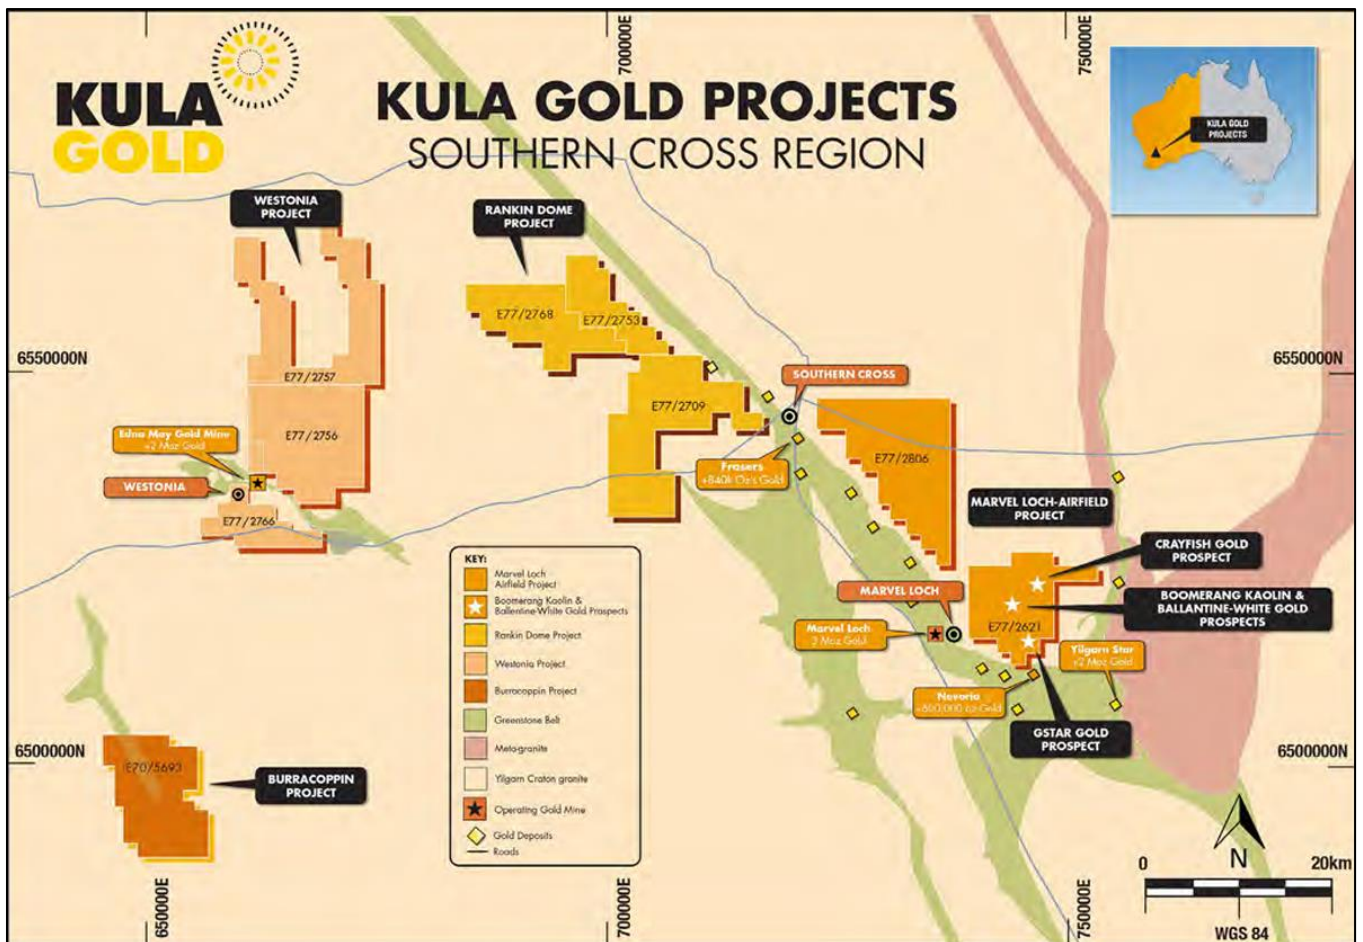 KULA
GOLD
KULA GOLD PROJECTS
SOUTHERN CROSS REGION
700000E
750000E
KULA GOLD
PROJECTS
WESTONIA
PROJECT
RANKIN DOME
PROJECT
E77/2768
E77/2753
6550000N
6550000N
E77/2757
SOUTHERN CROSS
E77/2709
E77/2756
Edna May Gold Mine
+2 Moz Gold
Frasers
+840k Oz's Gold
E77/2806
WESTONIA
E77/2766
MARVEL LOCH-AIRFIELD
PROJECT
CRAYFISH GOLD
PROSPECT
BOOMERANG KAOLIN &
BALLANTINE-WHITE GOLD
PROSPECTS
MARVEL LOCH
E77/2621
Marvel Loch
3 Moz Gold
Yilgarn Star
+2 Moz Gold
Nevoria
+600,000 oz Gold
GSTAR GOLD
PROSPECT
KEY:
Marvel Loch
Airfield Project
Boomerang Kaolin &
Ballantine-White Gold Prospects
Rankin Dome Project
Westonia Project
Burracoppin Project
Greenstone Belt
Meta-granite
Yilgarn Craton granite
Operating Gold Mine
Gold Deposits
Roads
6500000N
6500000N
E70/5693
BURRACOPPIN
PROJECT
N
0
20km
WGS 84
650000E
700000E
750000E